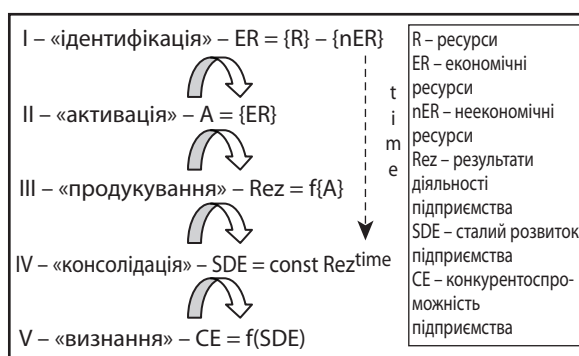 I – «ідентифікація» – ER = {R} – {nER}
II – «активація» – A = {ER}
III – «продукування» – Rez = f{A}
IV – «консолідація» – SDE = const Rez^time
V – «визнання» – CE = f(SDE)
t
i
m
e
R – ресурси
ER – економічні
ресурси
nER – неекономічні
ресурси
Rez – результати
діяльності
підприємства
SDE – сталий розвиток
підприємства
CE – конкурентоспро-
можність
підприємства